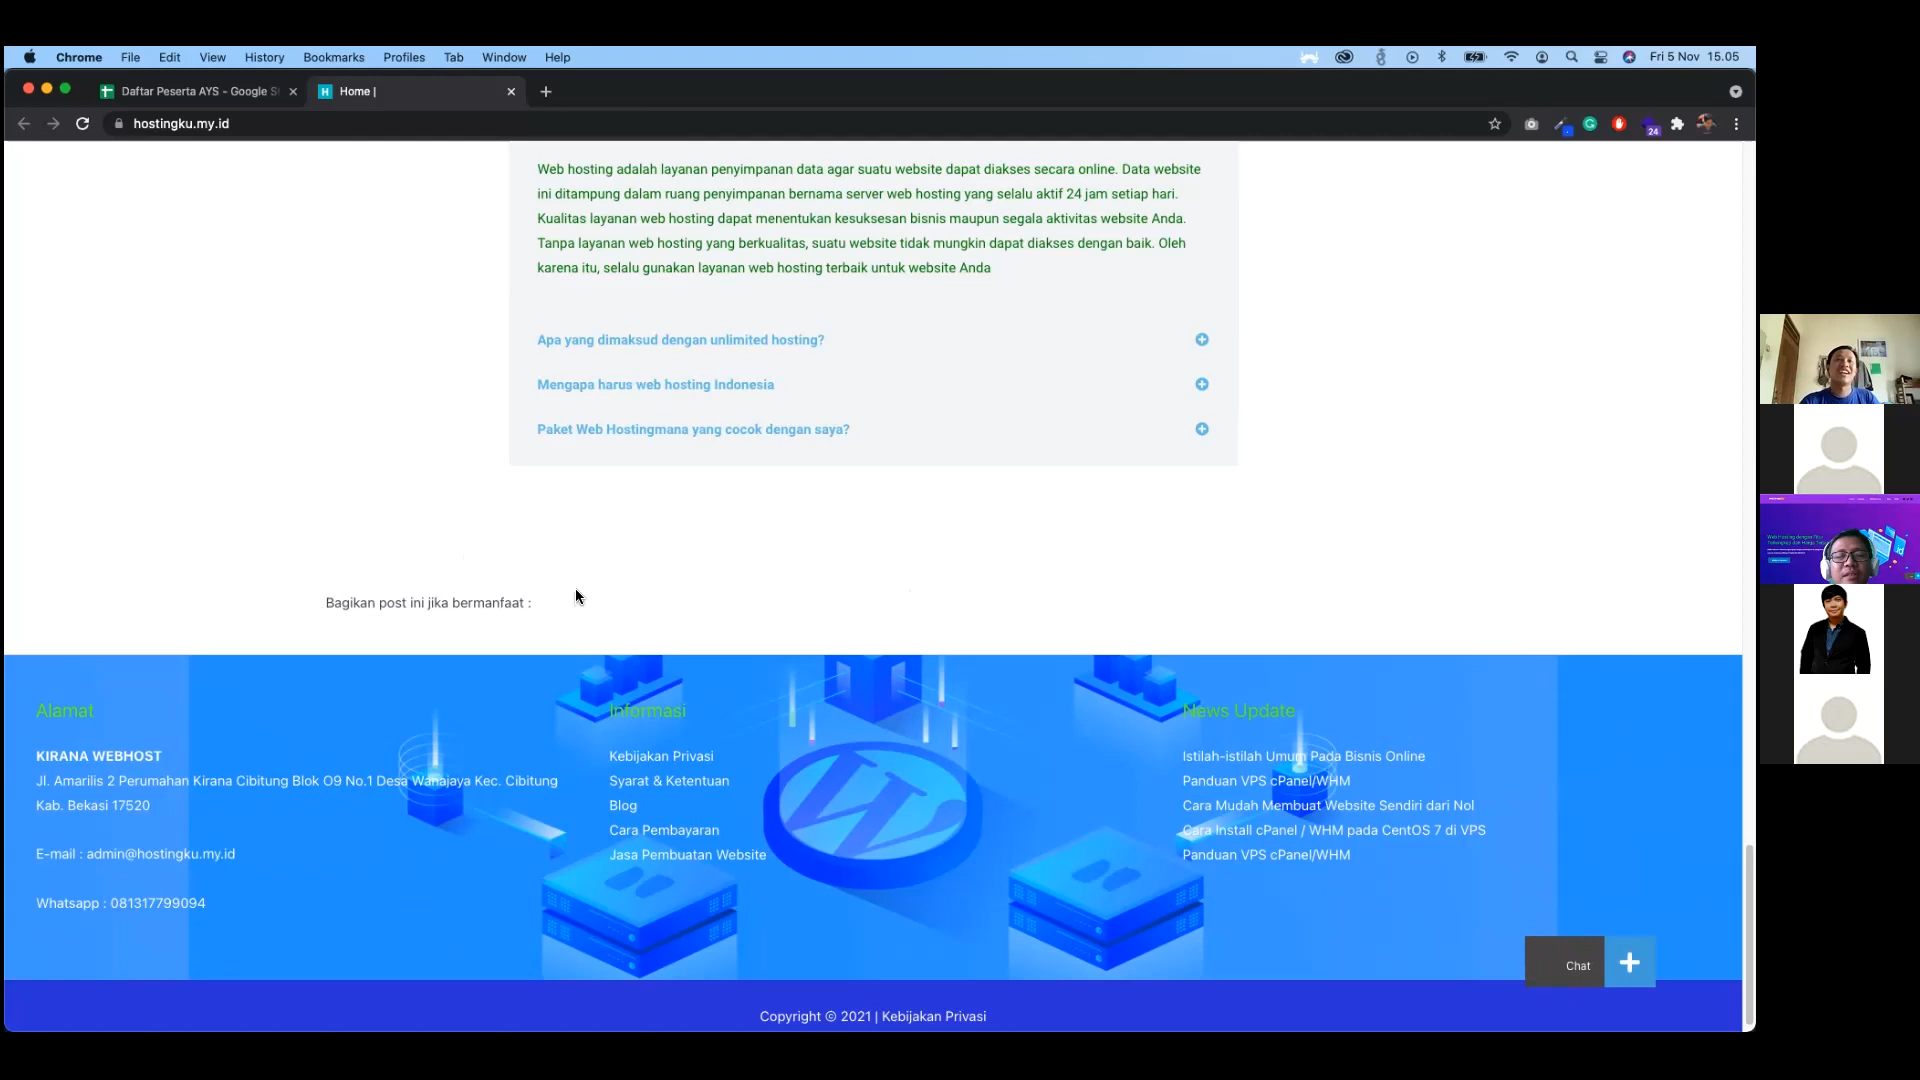 Chrome File Edit View History Bookmarks Profiles Tab Window Help
Fri 5 Nov 15.05
Daftar Peserta AYS - Google S
Home |
hostingku.my.id
24
Web hosting adalah layanan penyimpanan data agar suatu website dapat diakses secara online. Data website
ini ditampung dalam ruang penyimpanan bernama server web hosting yang selalu aktif 24 jam setiap hari.
Kualitas layanan web hosting dapat menentukan kesuksesan bisnis maupun segala aktivitas website Anda.
Tanpa layanan web hosting yang berkualitas, suatu website tidak mungkin dapat diakses dengan baik. Oleh
karena itu, selalu gunakan layanan web hosting terbaik untuk website Anda
Apa yang dimaksud dengan unlimited hosting?
Mengapa harus web hosting Indonesia
Paket Web Hostingmana yang cocok dengan saya?
Bagikan post ini jika bermanfaat :
Alamat
KIRANA WEBHOST
Jl. Amarilis 2 Perumahan Kirana Cibitung Blok O9 No.1 Desa Wanajaya Kec. Cibitung
Kab. Bekasi 17520
E-mail : admin@hostingku.my.id
Whatsapp : 081317799094
Informasi
Kebijakan Privasi
Syarat & Ketentuan
Blog
Cara Pembayaran
Jasa Pembuatan Website
News Update
Istilah-istilah Umum Pada Bisnis Online
Panduan VPS cPanel/WHM
Cara Mudah Membuat Website Sendiri dari Nol
Cara Install cPanel / WHM pada CentOS 7 di VPS
Panduan VPS cPanel/WHM
Chat
Copyright © 2021 | Kebijakan Privasi